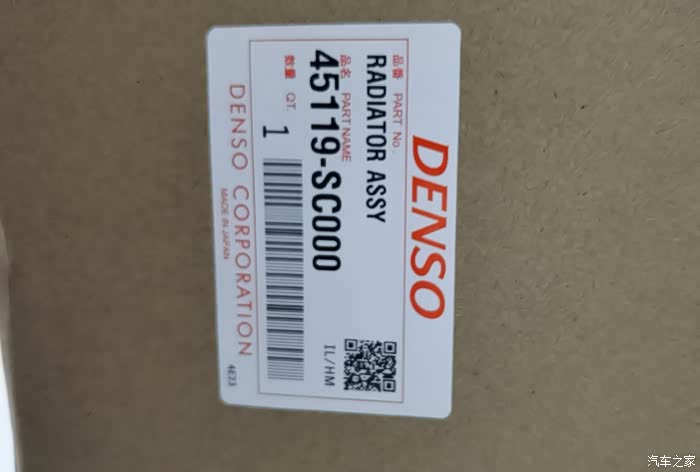 DENSO
品番 PART No.
RADIATOR ASSY
品名 PART NAME
45119-SC000
数量 QT.
1
IL/HM
DENSO CORPORATION
MADE IN JAPAN
4E23
汽车之家